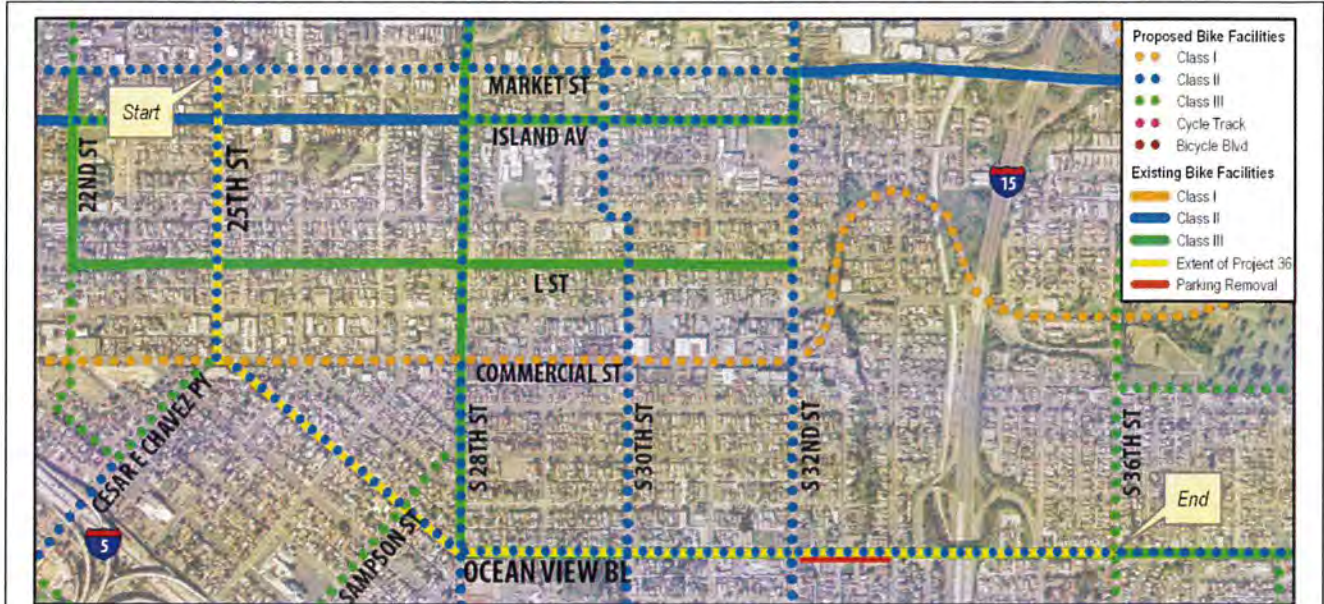 Proposed Bike Facilities
Class I
Class II
Class III
Cycle Track
Bicycle Blvd
Existing Bike Facilities
Class I
Class II
Class III
Extent of Project 36
Parking Removal
Start
MARKET ST
ISLAND AV
22ND ST
25TH ST
15
L ST
COMMERCIAL ST
CESAR E CHAVEZ PY
S 28TH ST
S 30TH ST
S 32ND ST
S 36TH ST
End
5
SAMPSON ST
OCEAN VIEW BL